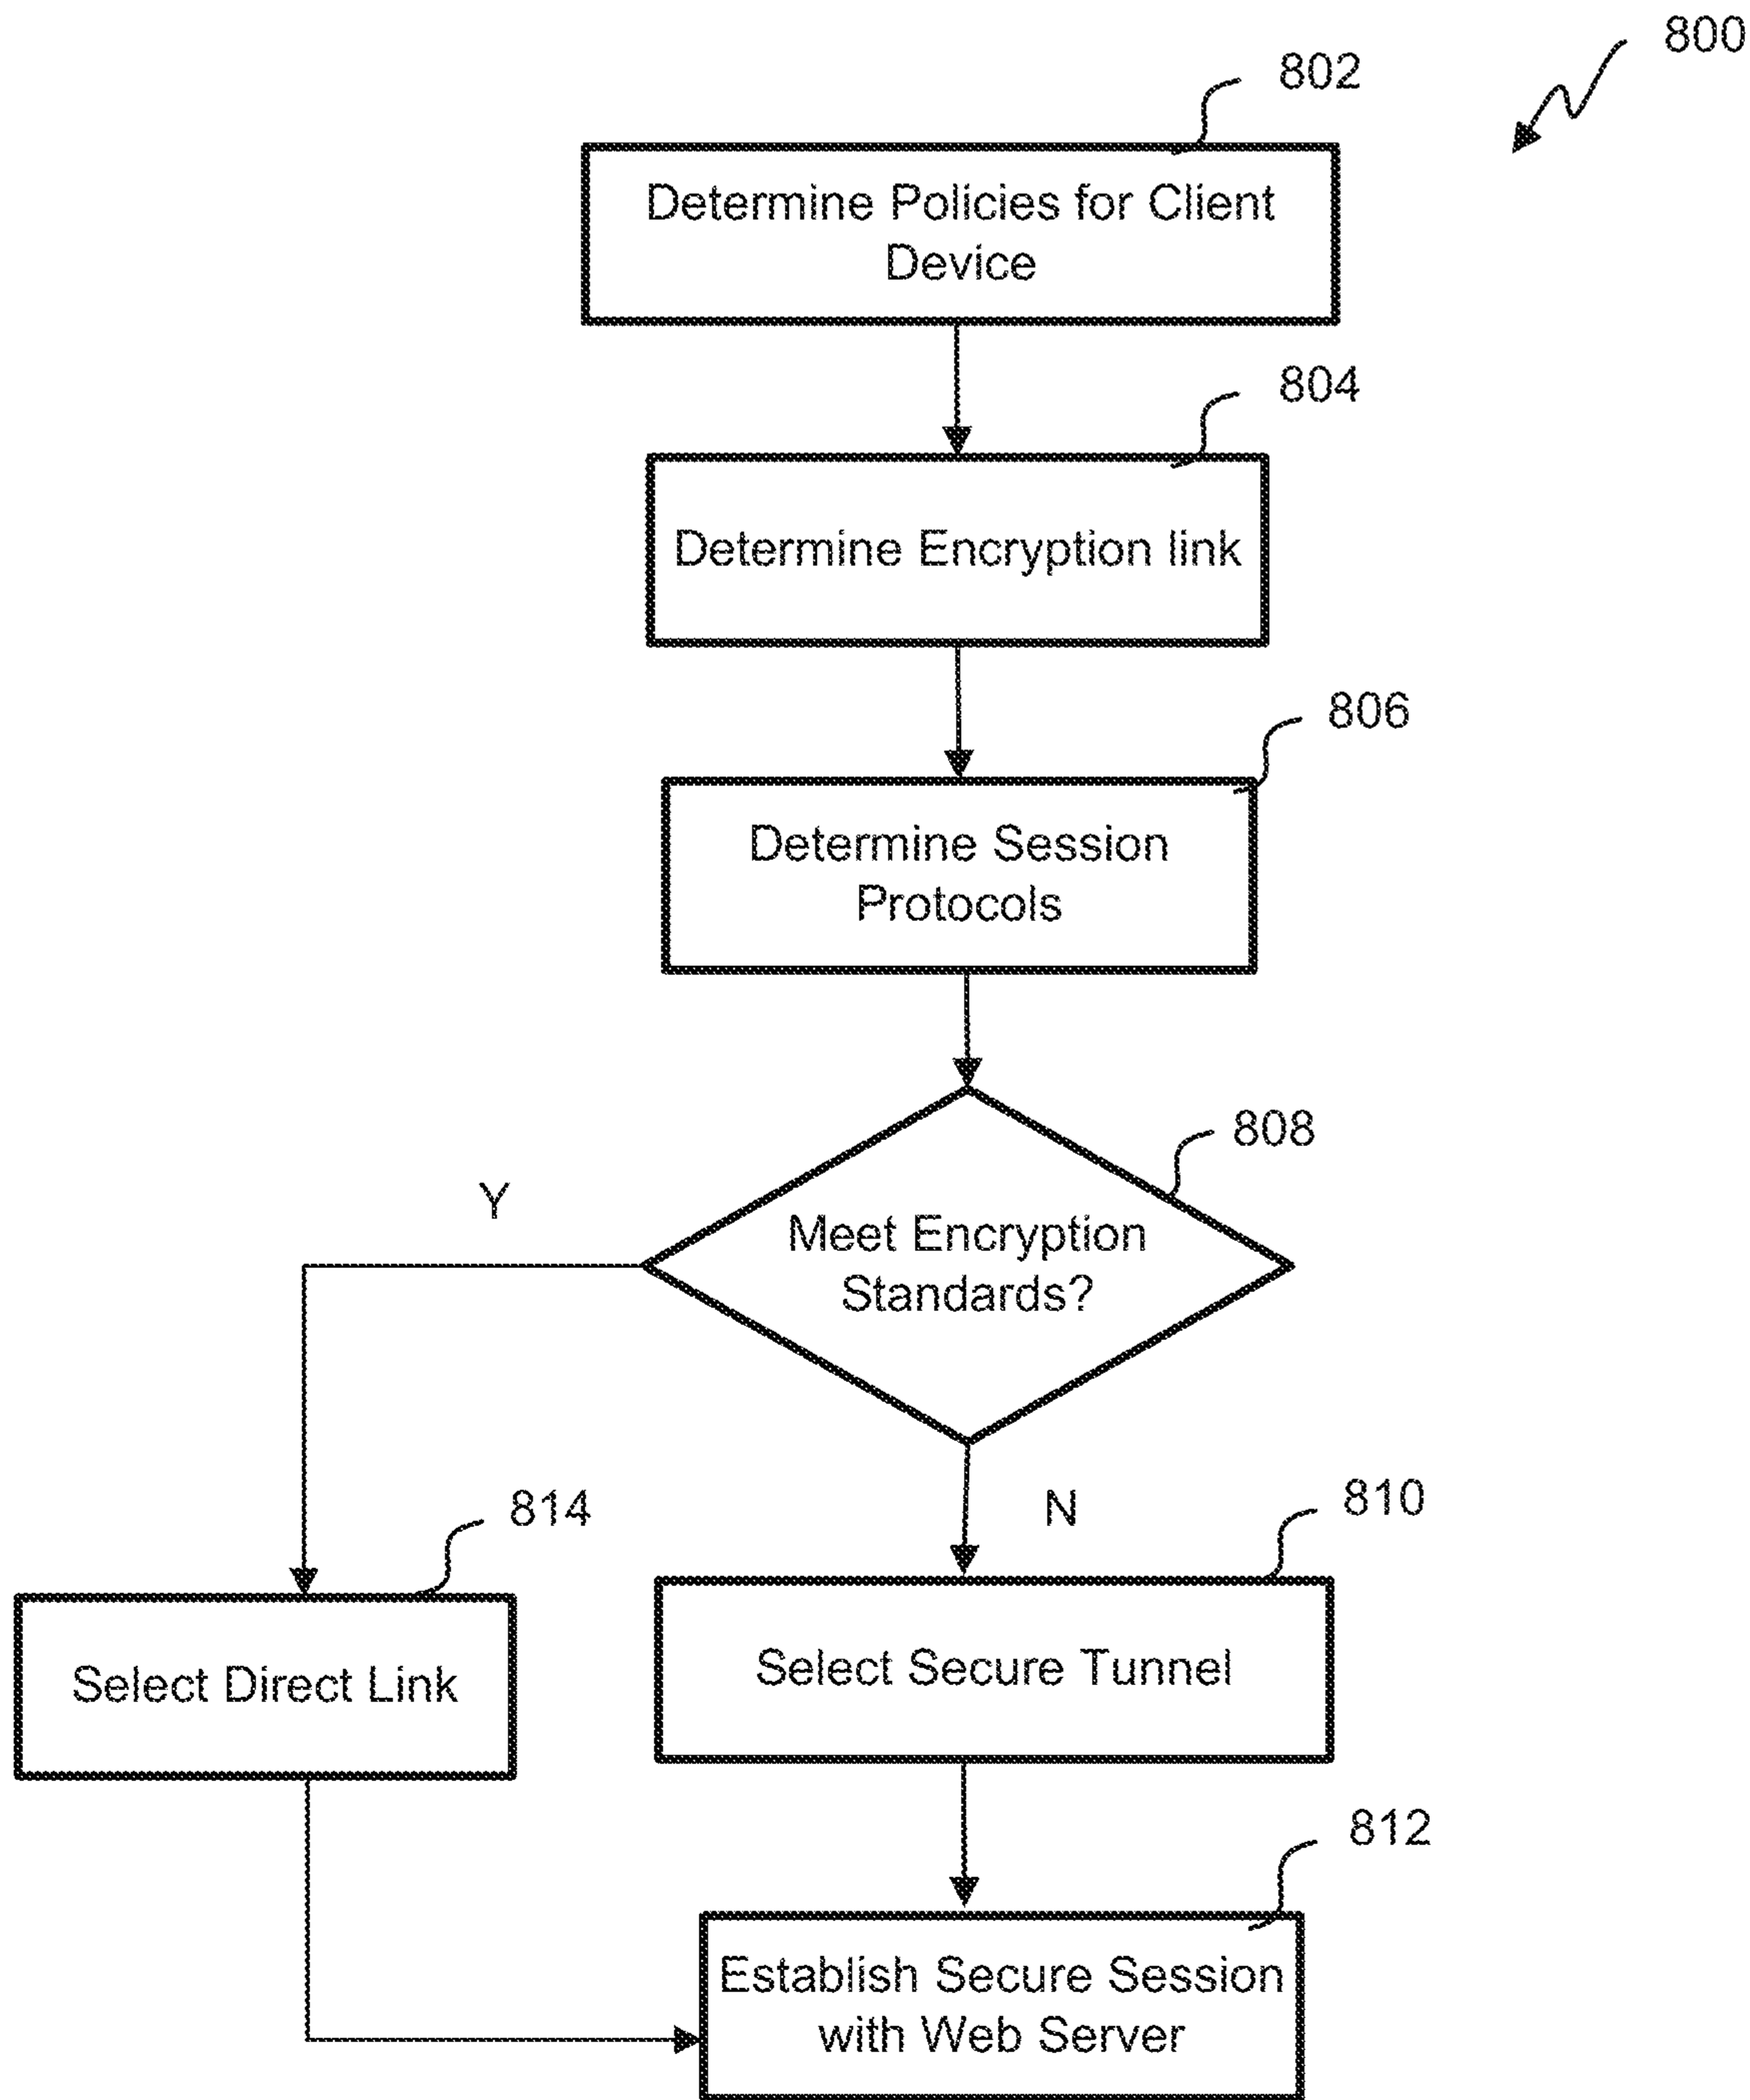 800
802
Determine Policies for Client
Device
804
Determine Encryption link
806
Determine Session
Protocols
808
Y
Meet Encryption
Standards?
814
N
810
Select Direct Link
Select Secure Tunnel
812
Establish Secure Session
with Web Server